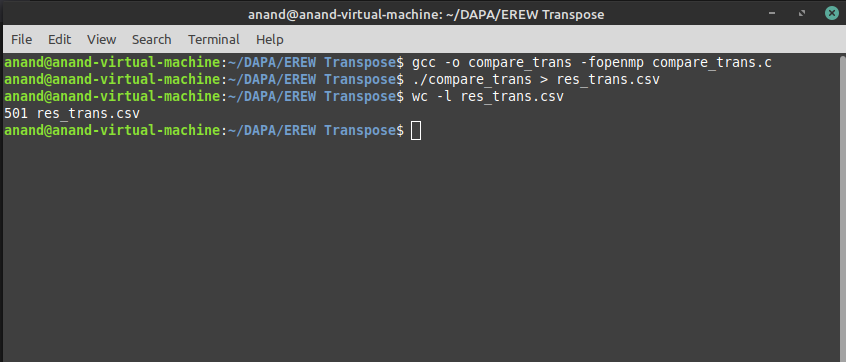 anand@anand-virtual-machine: ~/DAPA/EREW Transpose
File Edit View Search Terminal Help
anand@anand-virtual-machine:~/DAPA/EREW Transpose$ gcc -o compare_trans -fopenmp compare_trans.c
anand@anand-virtual-machine:~/DAPA/EREW Transpose$ ./compare_trans > res_trans.csv
anand@anand-virtual-machine:~/DAPA/EREW Transpose$ wc -l res_trans.csv
501 res_trans.csv
anand@anand-virtual-machine:~/DAPA/EREW Transpose$